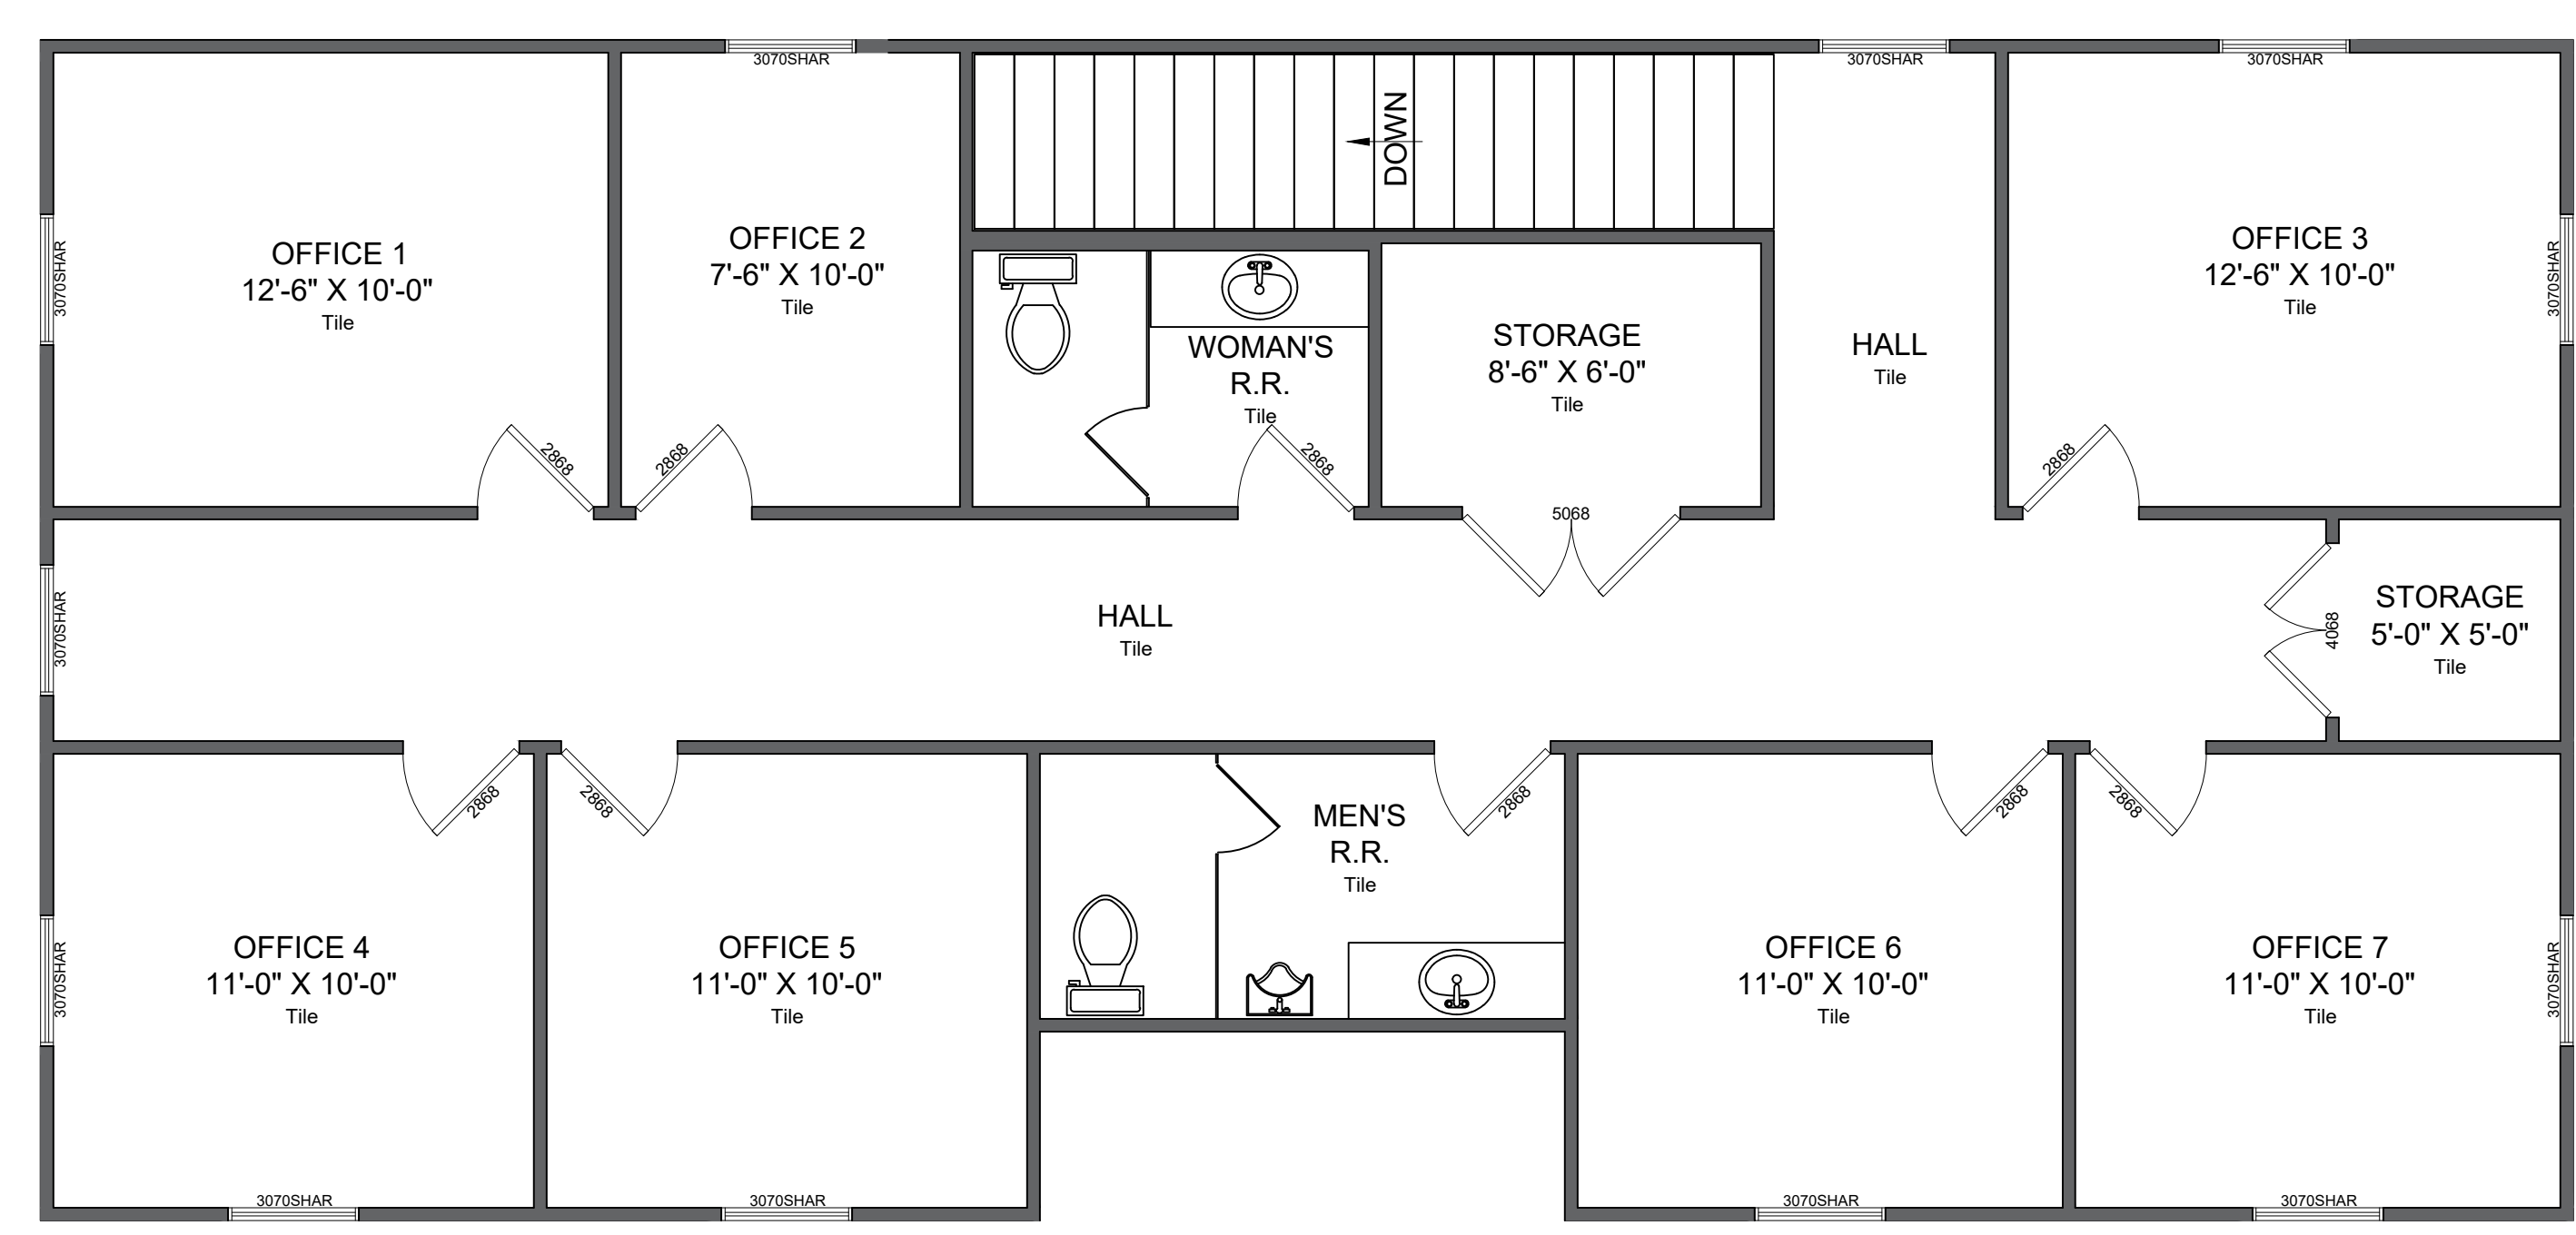 3070SHAR
3070SHAR
3070SHAR
DOWN
OFFICE 1
12'-6" X 10'-0"
Tile
3070SHAR
2868
OFFICE 2
7'-6" X 10'-0"
Tile
2868
WOMAN'S
R.R.
Tile
2868
STORAGE
8'-6" X 6'-0"
Tile
5068
HALL
Tile
OFFICE 3
12'-6" X 10'-0"
Tile
3070SHAR
2868
3070SHAR
HALL
Tile
4068
STORAGE
5'-0" X 5'-0"
Tile
2868
2868
2868
2868
2868
MEN'S
R.R.
Tile
3070SHAR
OFFICE 4
11'-0" X 10'-0"
Tile
OFFICE 5
11'-0" X 10'-0"
Tile
OFFICE 6
11'-0" X 10'-0"
Tile
OFFICE 7
11'-0" X 10'-0"
Tile
3070SHAR
3070SHAR
3070SHAR
3070SHAR
3070SHAR